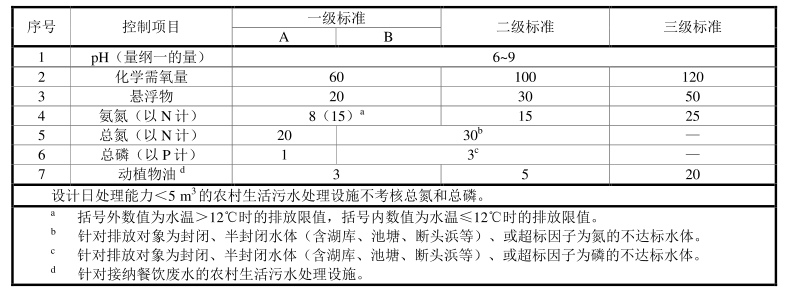 序号 控制项目 一级标准 二级标准 三级标准
A B
1 pH（量纲一的量） 6~9
2 化学需氧量 60 100 120
3 悬浮物 20 30 50
4 氨氮（以 N 计） 8（15）a 15 25
5 总氮（以 N 计） 20 30b —
6 总磷（以 P 计） 1 3c —
7 动植物油 d 3 5 20
设计日处理能力＜5 m3 的农村生活污水处理设施不考核总氮和总磷。
a 括号外数值为水温＞12℃时的排放限值，括号内数值为水温≤12℃时的排放限值。
b 针对排放对象为封闭、半封闭水体（含湖库、池塘、断头浜等）、或超标因子为氮的不达标水体。
c 针对排放对象为封闭、半封闭水体（含湖库、池塘、断头浜等）、或超标因子为磷的不达标水体。
d 针对接纳餐饮废水的农村生活污水处理设施。